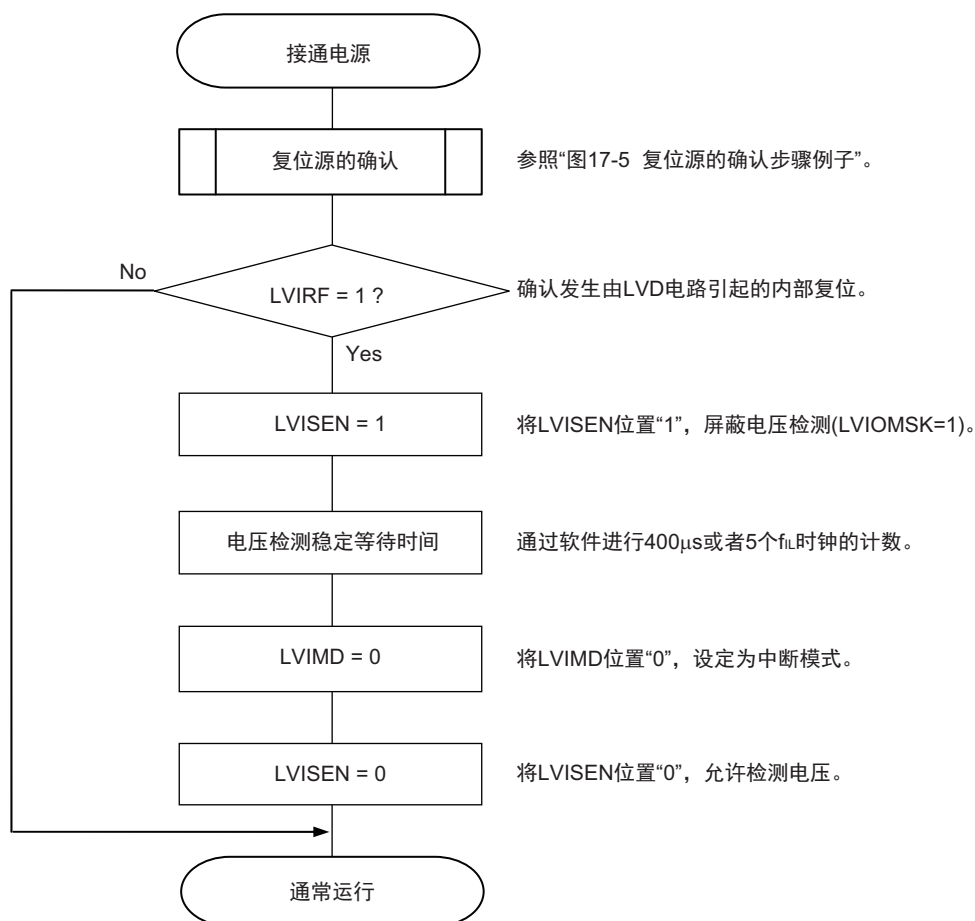 接通电源
复位源的确认
参照“图17-5 复位源的确认步骤例子”。
No
LVIRF = 1 ?
确认发生由LVD电路引起的内部复位。
Yes
LVISEN = 1
将LVISEN位置“1”，屏蔽电压检测(LVIOMSK=1)。
电压检测稳定等待时间
通过软件进行400μs或者5个fIL时钟的计数。
LVIMD = 0
将LVIMD位置“0”，设定为中断模式。
LVISEN = 0
将LVISEN位置“0”，允许检测电压。
通常运行